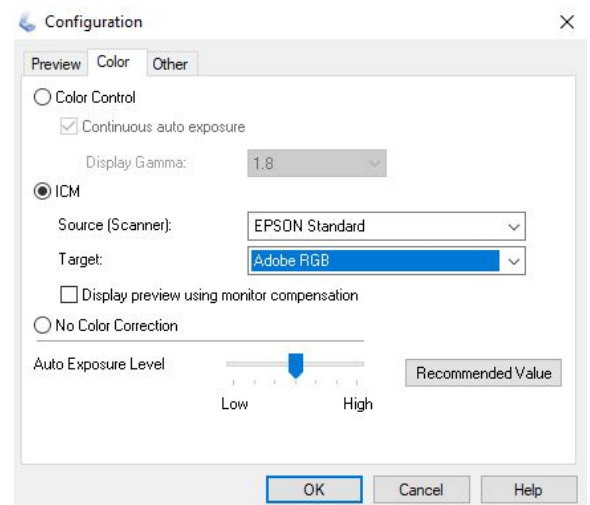 Configuration
Preview Color Other
Color Control
Continuous auto exposure
Display Gamma: 1.8
ICM
Source (Scanner): EPSON Standard
Target: Adobe RGB
Display preview using monitor compensation
No Color Correction
Auto Exposure Level
Recommended Value
Low High
OK Cancel Help